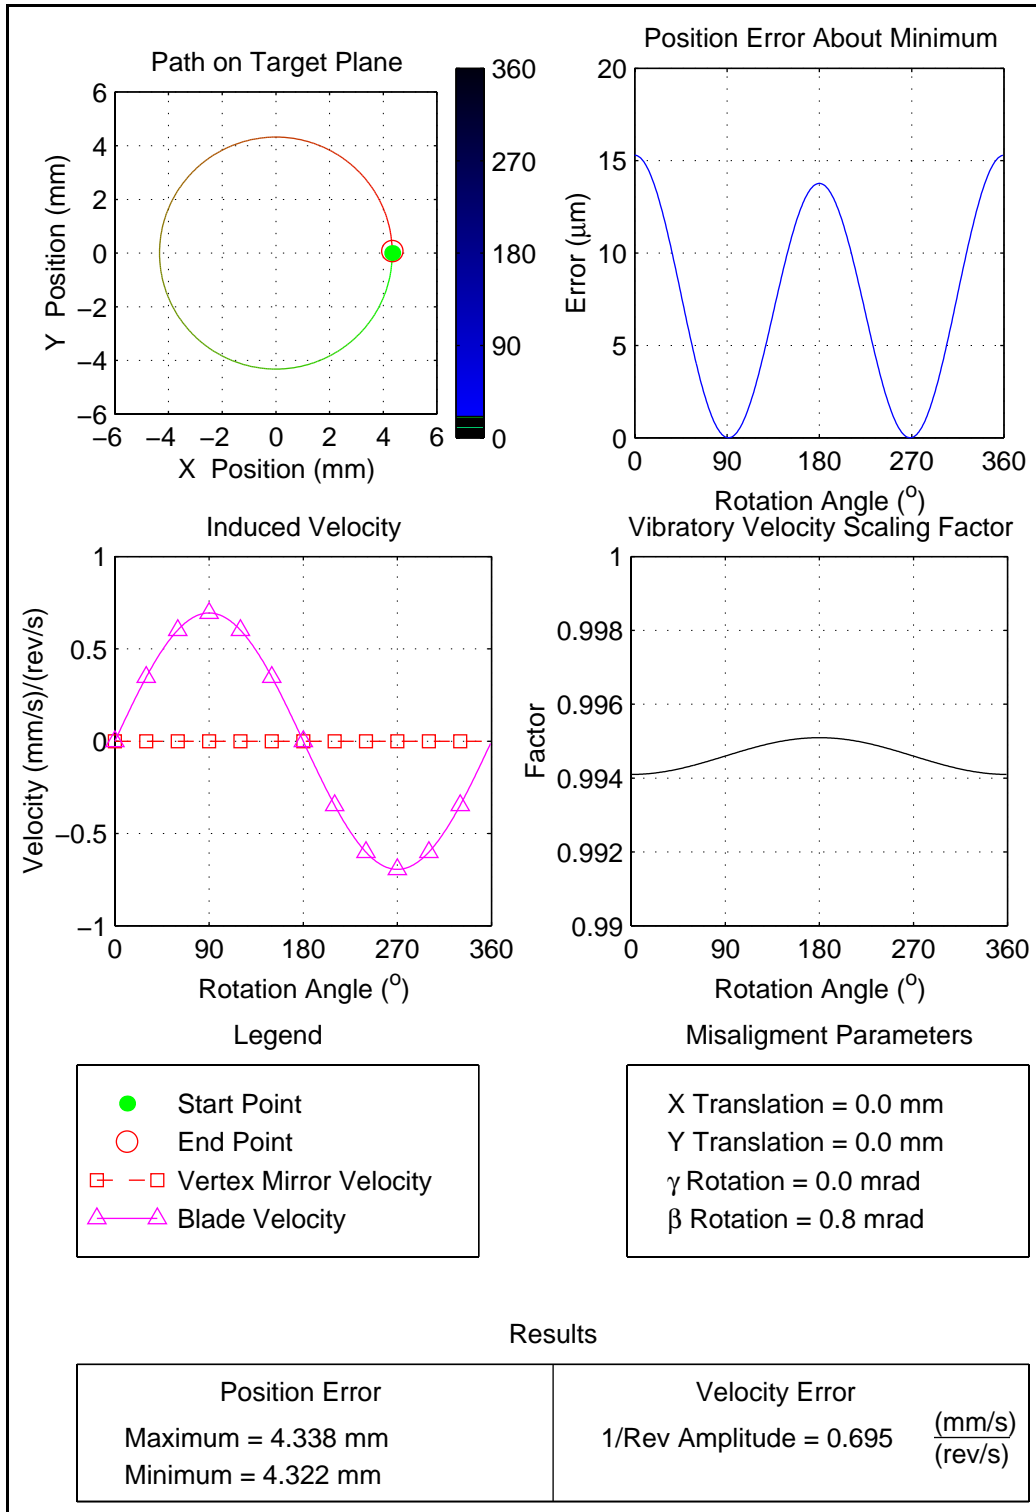 Path on Target Plane
6
4
2
0
−2
−4
−6
−6 −4 −2 0 2 4 6
X Position (mm)
Y Position (mm)
360
270
180
90
0
Position Error About Minimum
20
15
10
5
0
0 90 180 270 360
Rotation Angle (o)
Error (μm)
Induced Velocity
1
0.5
0
−0.5
−1
0 90 180 270 360
Rotation Angle (o)
Velocity (mm/s)/(rev/s)
Vibratory Velocity Scaling Factor
1
0.998
0.996
0.994
0.992
0.99
0 90 180 270 360
Rotation Angle (o)
Factor
Legend
Start Point
End Point
Vertex Mirror Velocity
Blade Velocity
Misaligment Parameters
X Translation = 0.0 mm
Y Translation = 0.0 mm
γ Rotation = 0.0 mrad
β Rotation = 0.8 mrad
Results
Position Error
Maximum = 4.338 mm
Minimum = 4.322 mm
Velocity Error
1/Rev Amplitude = 0.695 (mm/s)
(rev/s)